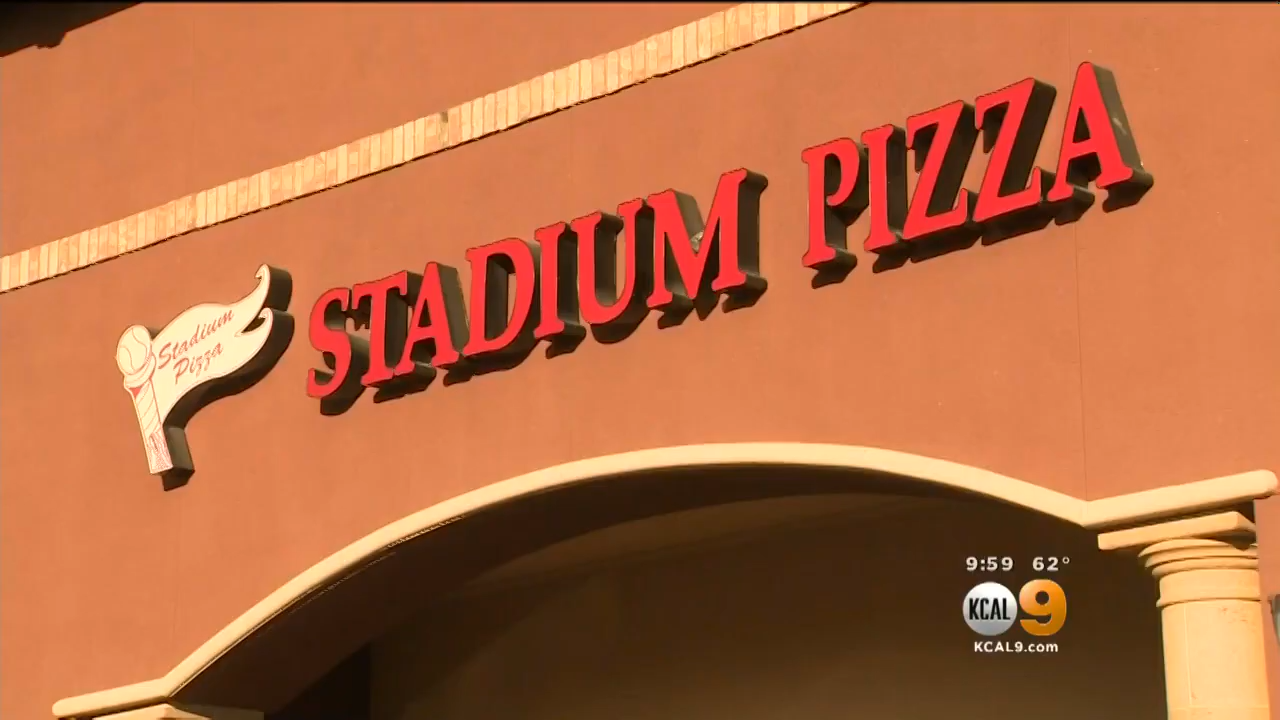 STADIUM PIZZA
Stadium
Pizza
9:59 62°
KCAL 9
KCAL9.com